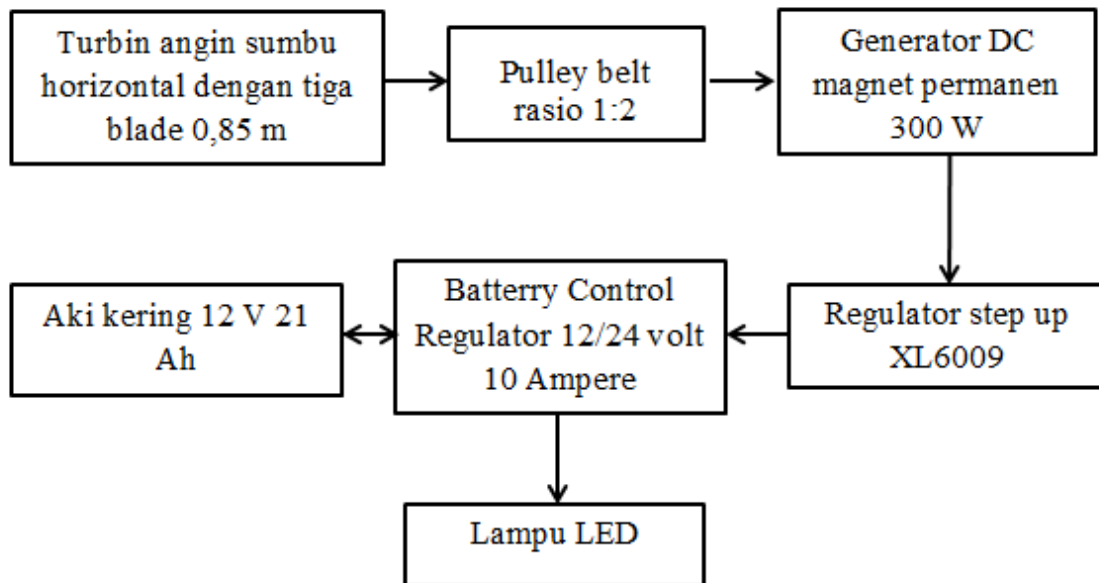 Turbin angin sumbu
horizontal dengan tiga
blade 0,85 m
Pulley belt
rasio 1:2
Generator DC
magnet permanen
300 W
Aki kering 12 V 21
Ah
Batterry Control
Regulator 12/24 volt
10 Ampere
Regulator step up
XL6009
Lampu LED